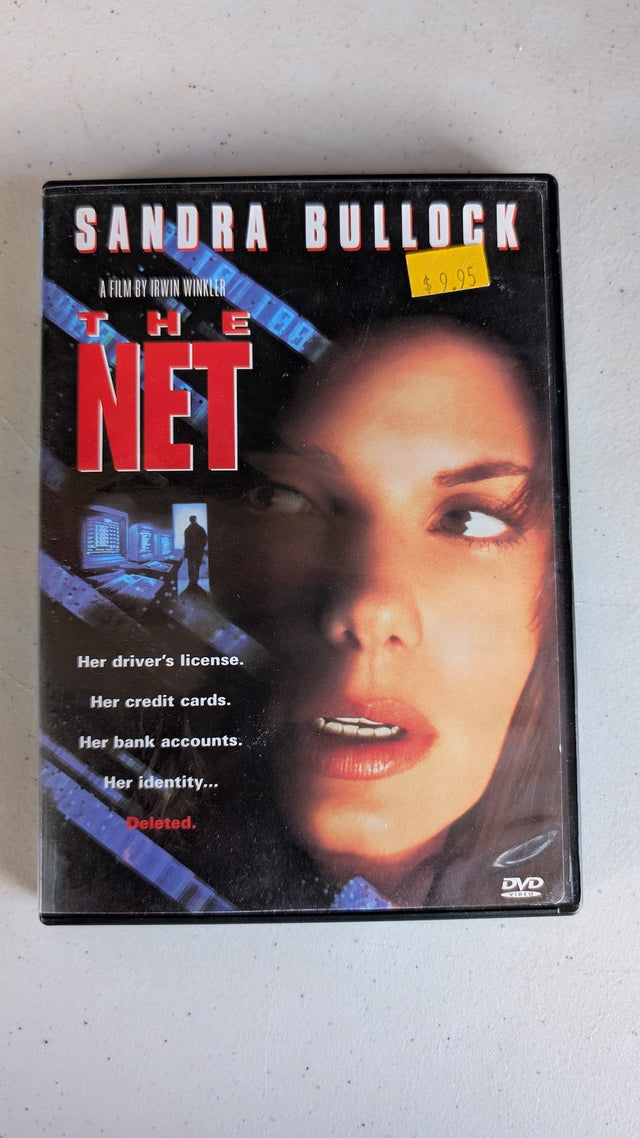 SANDRA BULLOCK
$ 9.95
A FILM BY IRWIN WINKLER
THE
NET
Her driver's license.
Her credit cards.
Her bank accounts.
Her identity...
Deleted.
DVD
VIDEO